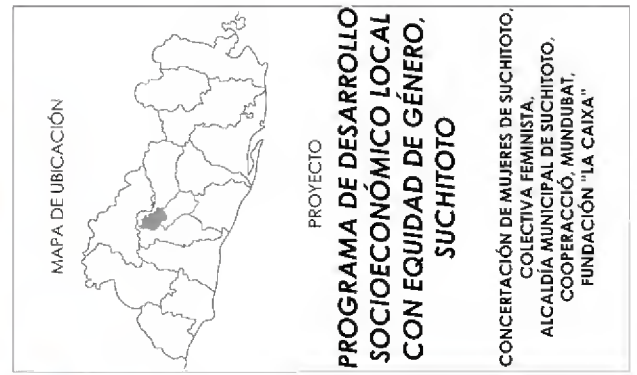 MAPA DE UBICACIÓN
PROYECTO
PROGRAMA DE DESARROLLO
SOCIOECONÓMICO LOCAL
CON EQUIDAD DE GÉNERO,
SUCHITOTO
CONCERTACIÓN DE MUJERES DE SUCHITOTO,
COLECTIVA FEMINISTA,
ALCALDÍA MUNICIPAL DE SUCHITOTO,
COOPERACCIÓ, MUNDUBAT,
FUNDACIÓN "LA CAIXA"